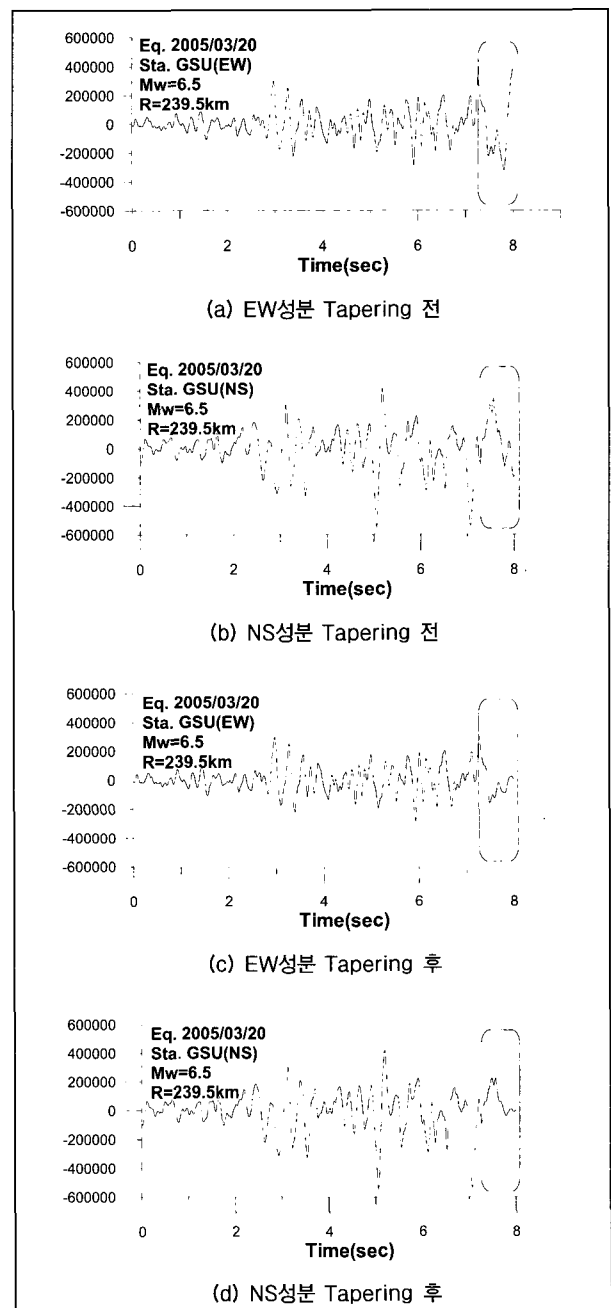 600000
400000
200000
0
-200000
-400000
-600000
Eq. 2005/03/20
Sta. GSU(EW)
Mw=6.5
R=239.5km
0 2 4 6 8
Time(sec)
(a) EW성분 Tapering 전
600000
400000
200000
0
-200000
-400000
-600000
Eq. 2005/03/20
Sta. GSU(NS)
Mw=6.5
R=239.5km
0 2 4 6 8
Time(sec)
(b) NS성분 Tapering 전
600000
400000
200000
0
-200000
-400000
-600000
Eq. 2005/03/20
Sta. GSU(EW)
Mw=6.5
R=239.5km
0 2 4 6 8
Time(sec)
(c) EW성분 Tapering 후
600000
400000
200000
0
-200000
-400000
-600000
Eq. 2005/03/20
Sta. GSU(NS)
Mw=6.5
R=239.5km
0 2 4 6 8
Time(sec)
(d) NS성분 Tapering 후